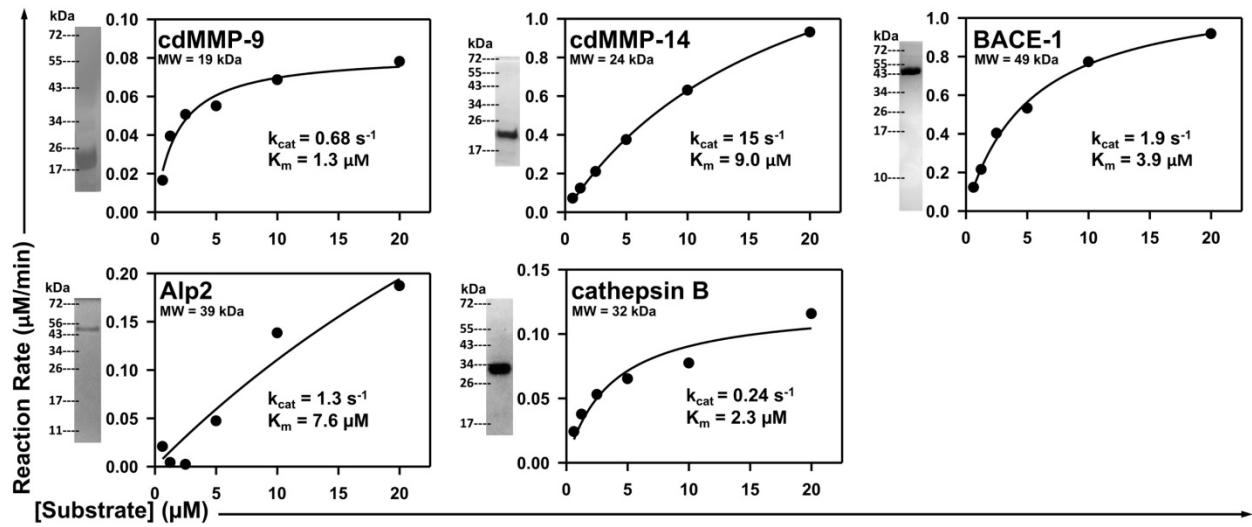 Reaction Rate (µM/min)
kDa
72----
55----
43----
34----
26----
17----
cdMMP-9
MW = 19 kDa
0.10
0.08
0.06
0.04
0.02
0.00
kcat = 0.68 s-1
Km = 1.3 µM
0 5 10 15 20
kDa
72----
55----
43----
34----
26----
17----
cdMMP-14
MW = 24 kDa
1.0
0.8
0.6
0.4
0.2
0.0
kcat = 15 s-1
Km = 9.0 µM
0 5 10 15 20
kDa
72----
55----
43----
34----
26----
17----
10----
BACE-1
MW = 49 kDa
1.0
0.8
0.6
0.4
0.2
0.0
kcat = 1.9 s-1
Km = 3.9 µM
0 5 10 15 20
kDa
72----
56----
43----
34----
26----
17----
11----
Alp2
MW = 39 kDa
0.20
0.15
0.10
0.05
0.00
kcat = 1.3 s-1
Km = 7.6 µM
0 5 10 15 20
kDa
72----
55----
43----
34----
26----
17----
cathepsin B
MW = 32 kDa
0.15
0.10
0.05
0.00
kcat = 0.24 s-1
Km = 2.3 µM
0 5 10 15 20
[Substrate] (µM)